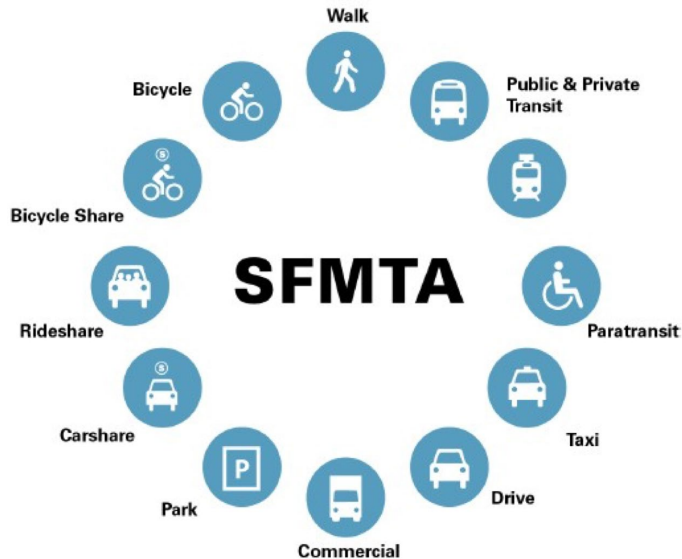 Walk
Public & Private
Transit
Paratransit
Taxi
Drive
Commercial
Park
P
Carshare
S
Rideshare
Bicycle Share
S
Bicycle
SFMTA